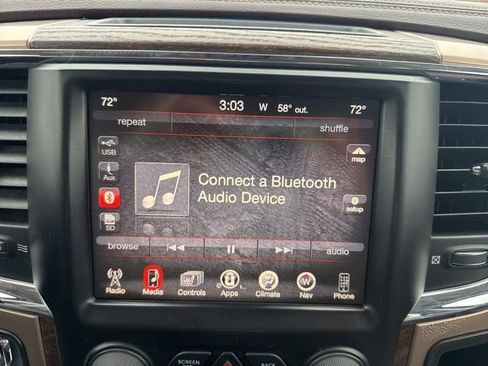 72° 3:03 W 58° out. 72°
repeat shuffle
USB
Aux
map
Connect a Bluetooth
Audio Device
setup
SD
browse audio
Radio Media Controls Apps Climate Nav Phone
SCREEN